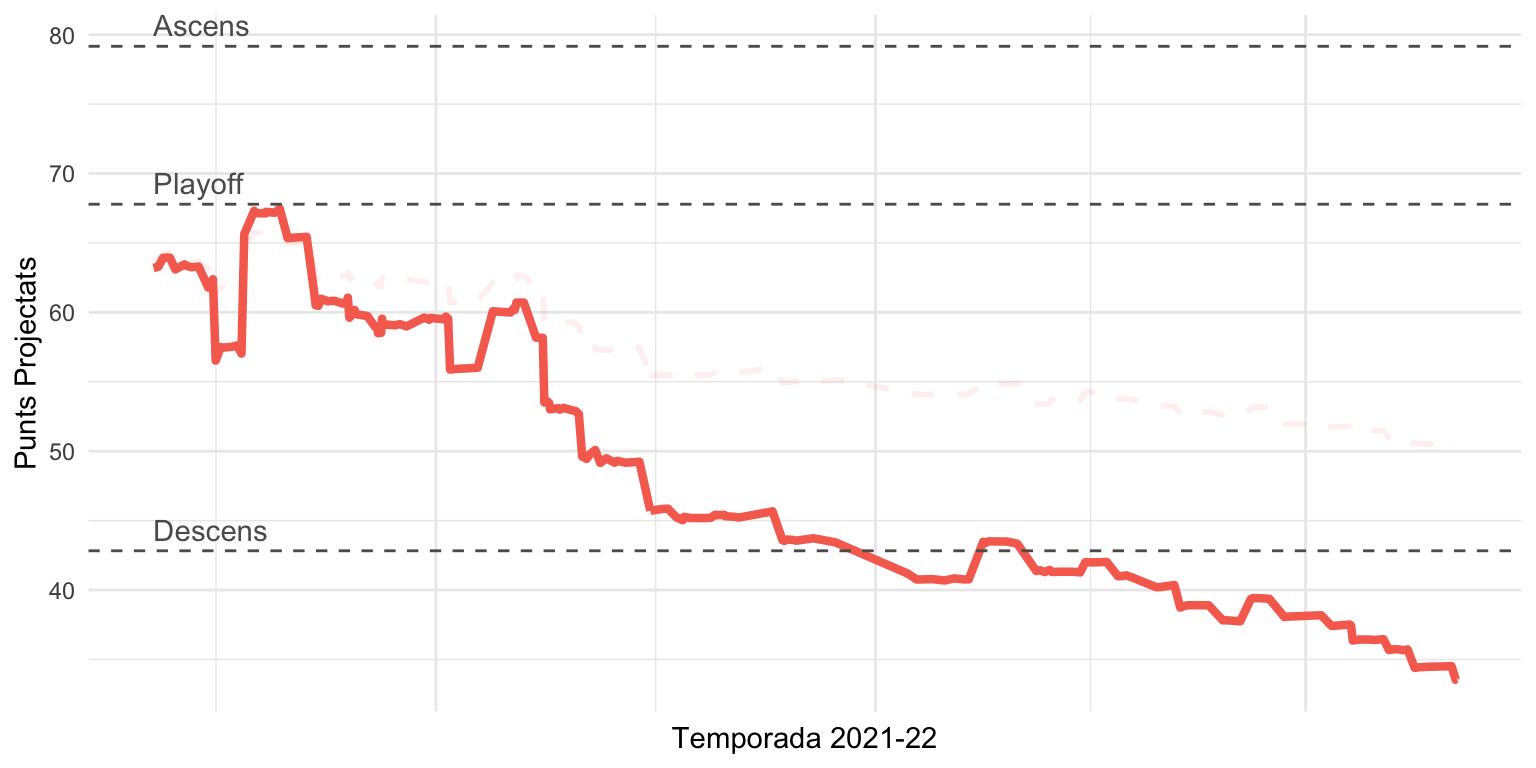 Ascens
80
Playoff
70
60
50
Descens
40
Punts Projectats
Temporada 2021-22